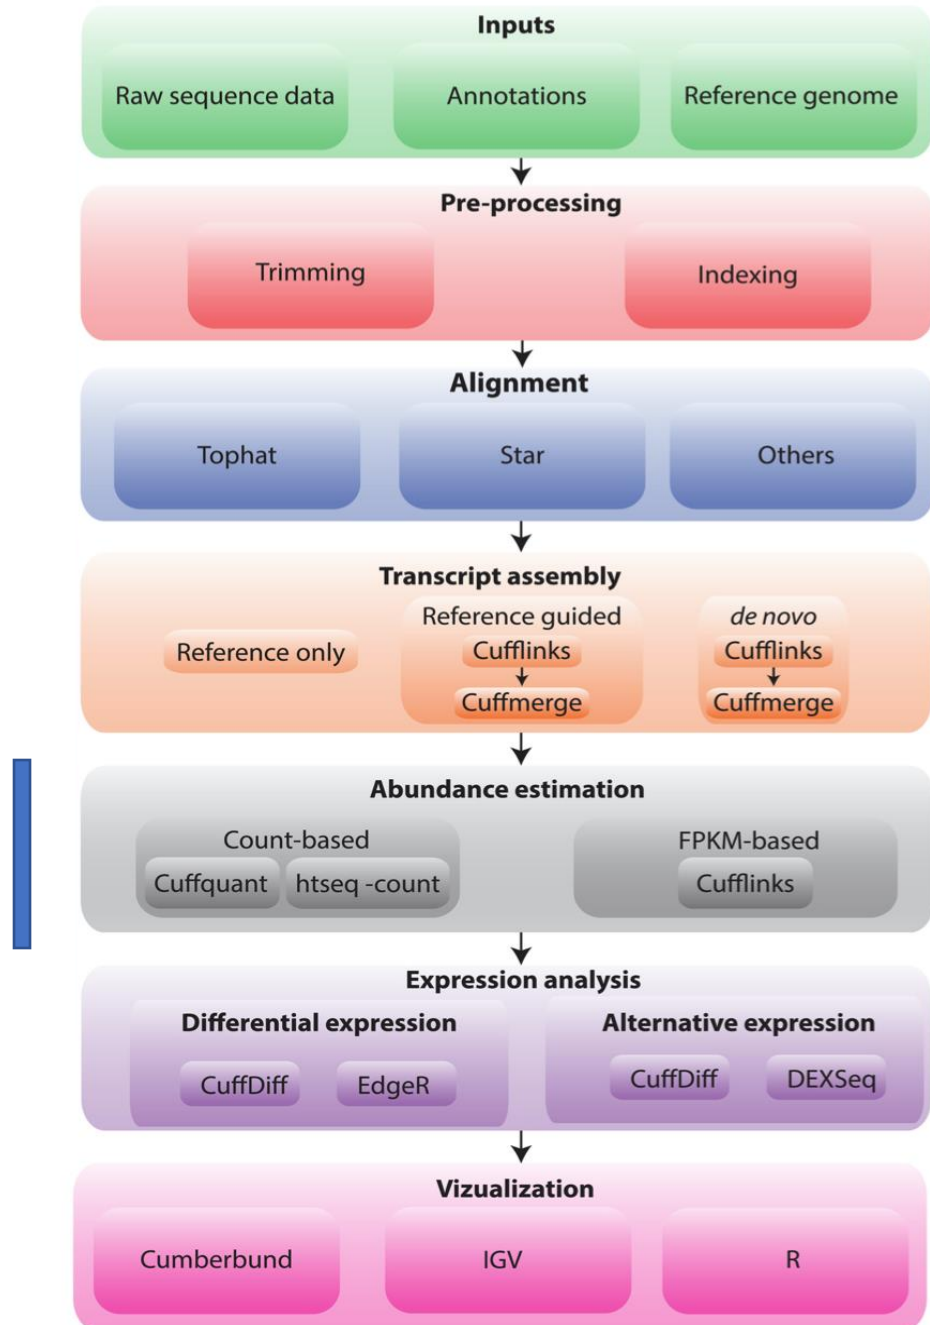 Inputs
Raw sequence data
Annotations
Reference genome
Pre-processing
Trimming
Indexing
Alignment
Tophat
Star
Others
Transcript assembly
Reference only
Reference guided
Cufflinks
Cuffmerge
de novo
Cufflinks
Cuffmerge
Abundance estimation
Count-based
Cuffquant
htseq -count
FPKM-based
Cufflinks
Expression analysis
Differential expression
CuffDiff
EdgeR
Alternative expression
CuffDiff
DEXSeq
Vizualization
Cumberbund
IGV
R